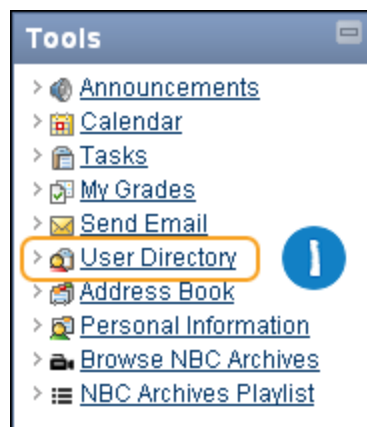 Tools
Announcements
Calendar
Tasks
My Grades
Send Email
User Directory
1
Address Book
Personal Information
Browse NBC Archives
NBC Archives Playlist